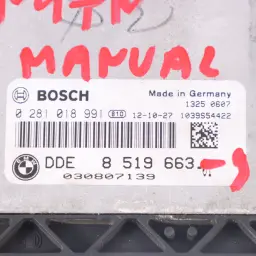 MANUAL
BOSCH
Made in Germany
1325 0607
0 281 018 991 B1D 12-10-27 1039S54422
DDE 8 519 663
030807139